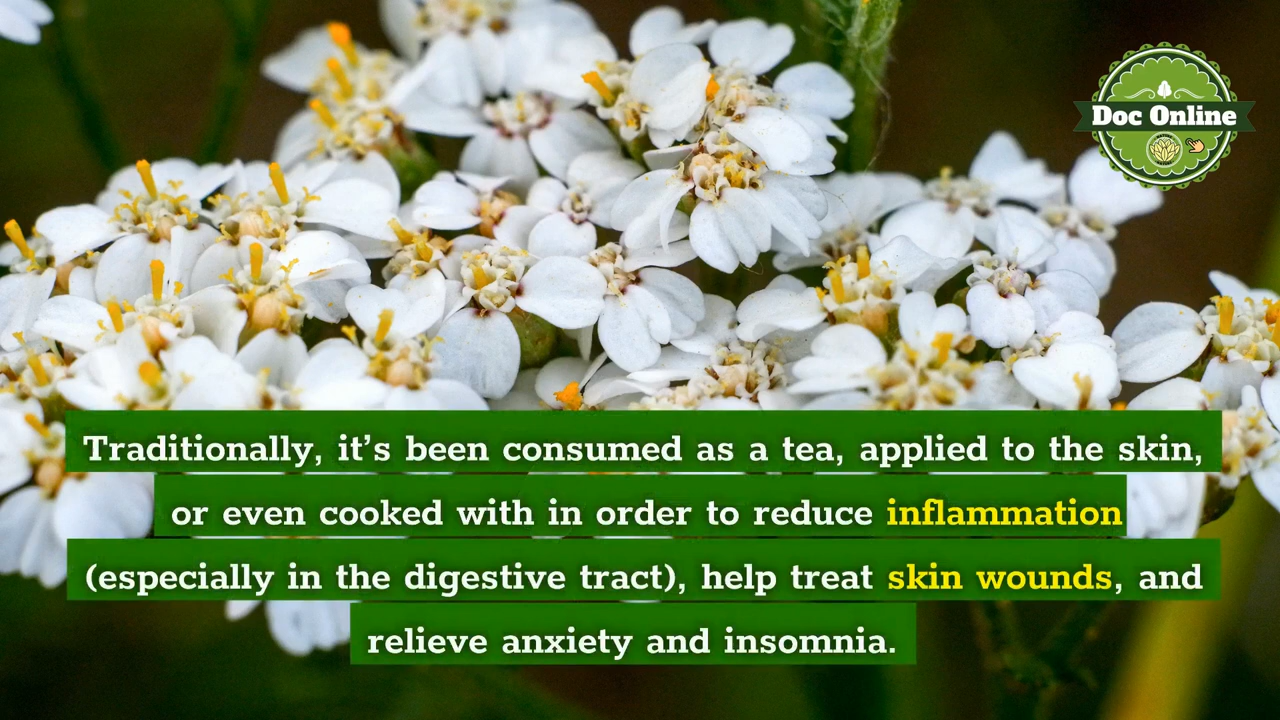 Doc Online
Traditionally, it’s been consumed as a tea, applied to the skin,
or even cooked with in order to reduce inflammation
(especially in the digestive tract), help treat skin wounds, and
relieve anxiety and insomnia.